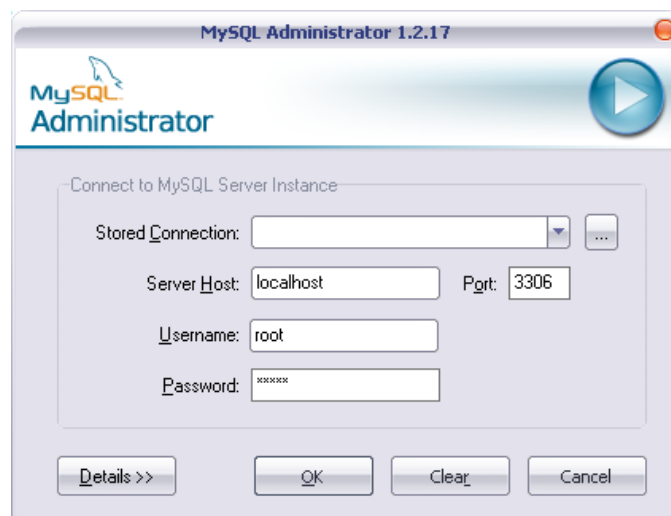 MySQL Administrator 1.2.17
MySQL
Administrator
Connect to MySQL Server Instance
Stored Connection:
...
Server Host: localhost Port: 3306
Username: root
Password: *****
Details >> OK Clear Cancel